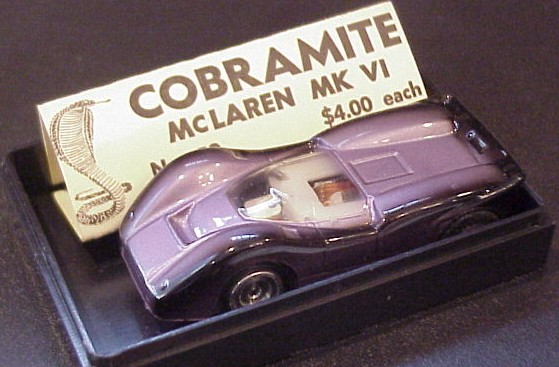 COBRAMITE
McLAREN MK VI
$4.00 each